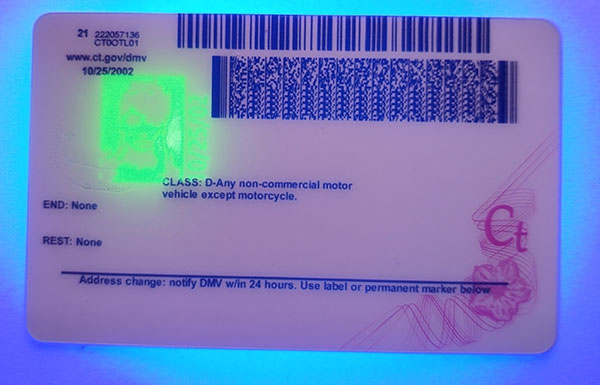 21 222057136
CT0OTL01
www.ct.gov/dmv
10/25/2002
CLASS: D-Any non-commercial motor
vehicle except motorcycle.
END: None
REST: None
Ct
Address change: notify DMV w/in 24 hours. Use label or permanent marker below